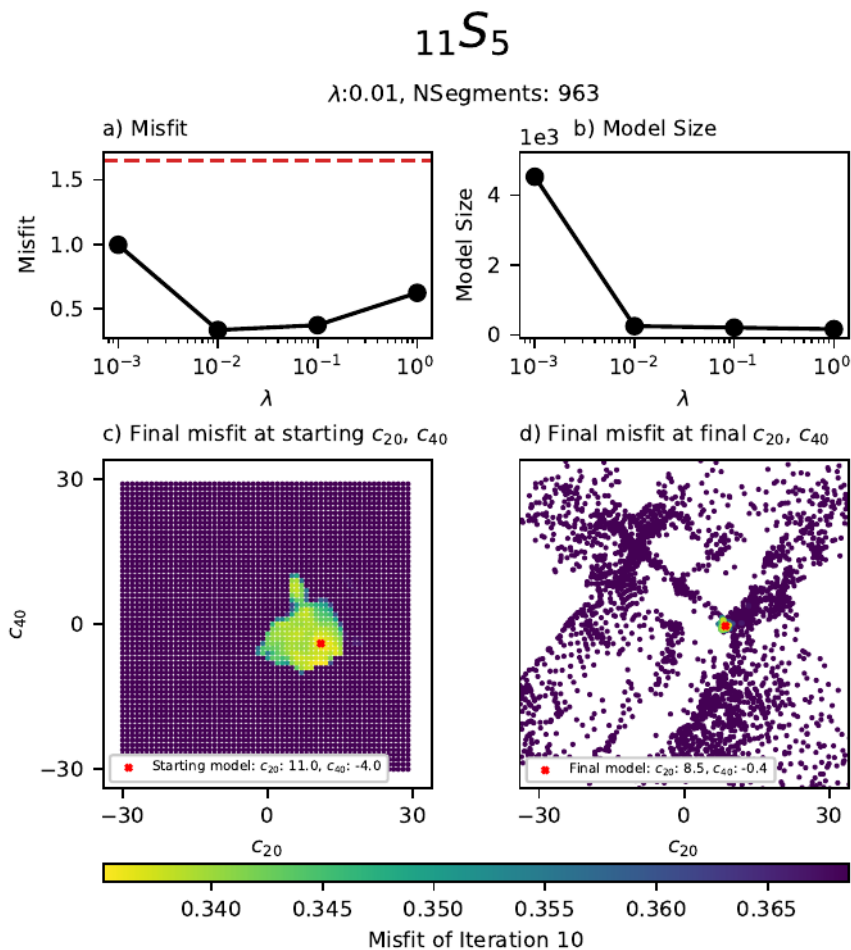 ₁₁S₅
λ:0.01, NSegments: 963
a) Misfit
b) Model Size
1e3
Misfit
1.5
1.0
0.5
10⁻³ 10⁻² 10⁻¹ 10⁰
λ
Model Size
4
2
0
10⁻³ 10⁻² 10⁻¹ 10⁰
λ
c) Final misfit at starting c₂₀, c₄₀
d) Final misfit at final c₂₀, c₄₀
c₄₀
30
0
−30
Starting model: c₂₀: 11.0, c₄₀: -4.0
−30 0 30
c₂₀
Final model: c₂₀: 8.5, c₄₀: -0.4
−30 0 30
c₂₀
0.340 0.345 0.350 0.355 0.360 0.365
Misfit of Iteration 10